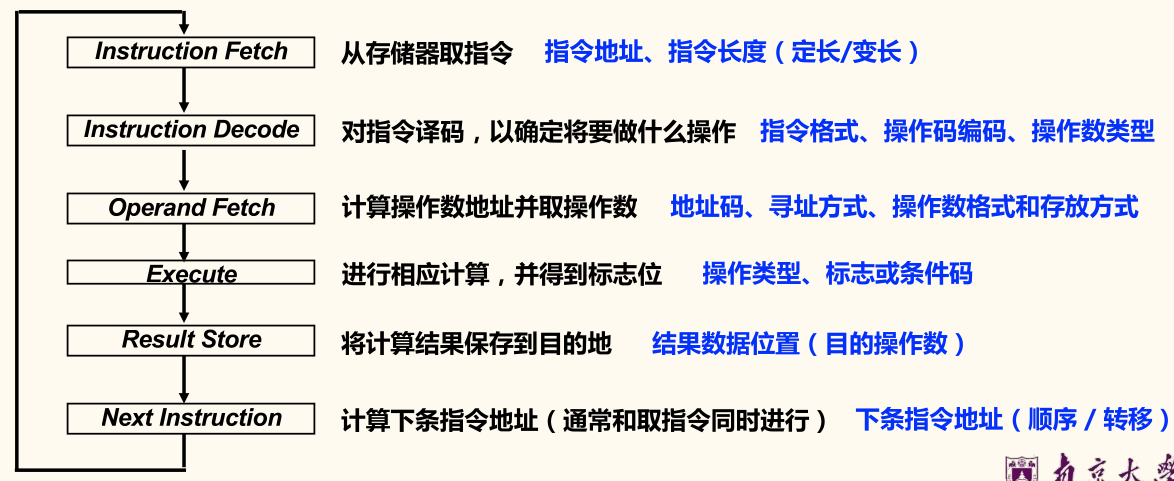 Instruction Fetch 从存储器取指令 指令地址、指令长度（定长/变长）
Instruction Decode 对指令译码，以确定将要做什么操作 指令格式、操作码编码、操作数类型
Operand Fetch 计算操作数地址并取操作数 地址码、寻址方式、操作数格式和存放方式
Execute 进行相应计算，并得到标志位 操作类型、标志或条件码
Result Store 将计算结果保存到目的地 结果数据位置（目的操作数）
Next Instruction 计算下条指令地址（通常和取指令同时进行） 下条指令地址（顺序 / 转移）
南京大學